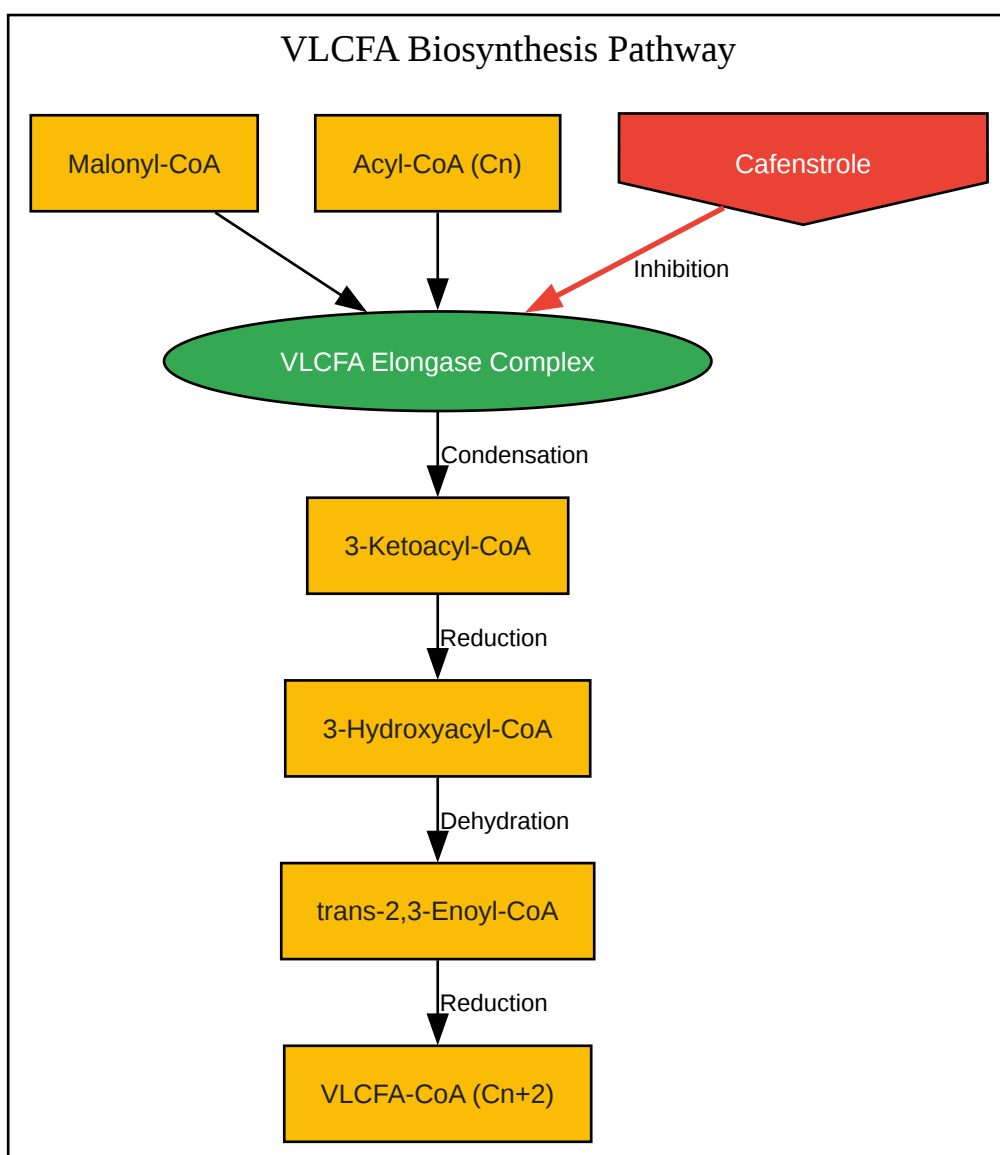 VLCFA Biosynthesis Pathway
Malonyl-CoA
Acyl-CoA (Cn)
Cafenstrole
Inhibition
VLCFA Elongase Complex
Condensation
3-Ketoacyl-CoA
Reduction
3-Hydroxyacyl-CoA
Dehydration
trans-2,3-Enoyl-CoA
Reduction
VLCFA-CoA (Cn+2)